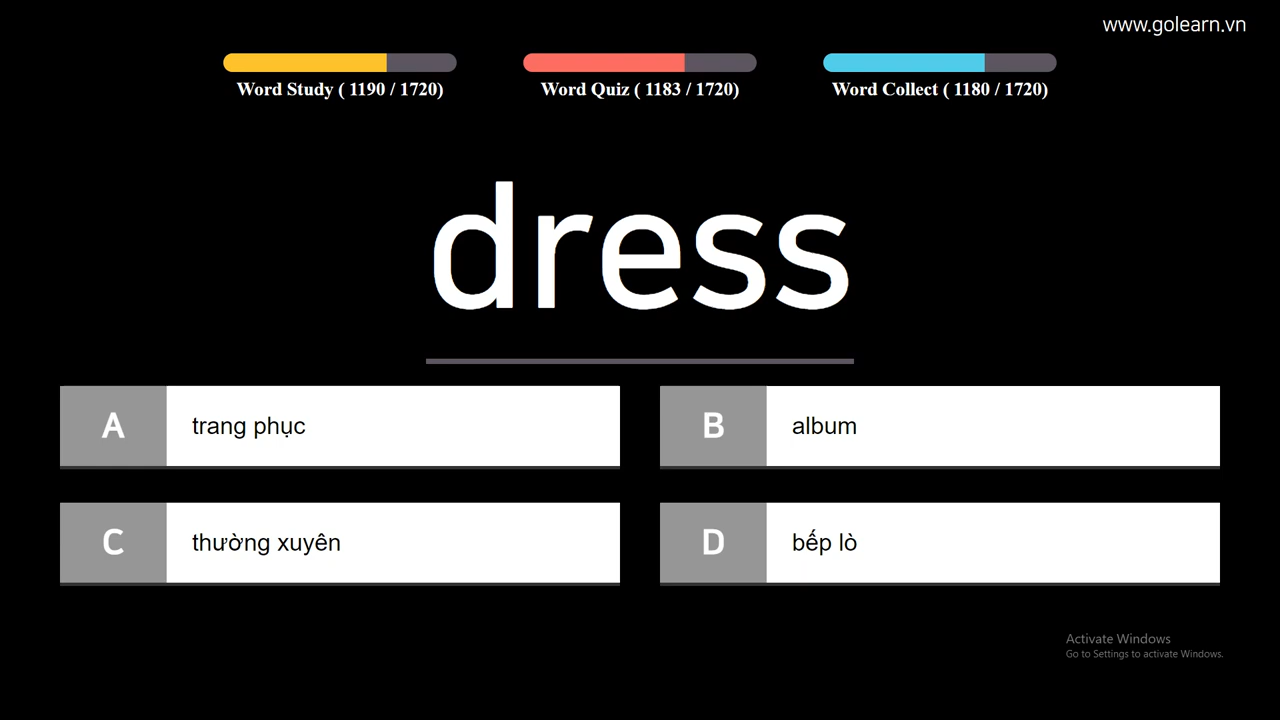 www.golearn.vn
Word Study ( 1190 / 1720)
Word Quiz ( 1183 / 1720)
Word Collect ( 1180 / 1720)
dress
A trang phục
B album
C thường xuyên
D bếp lò
Activate Windows
Go to Settings to activate Windows.